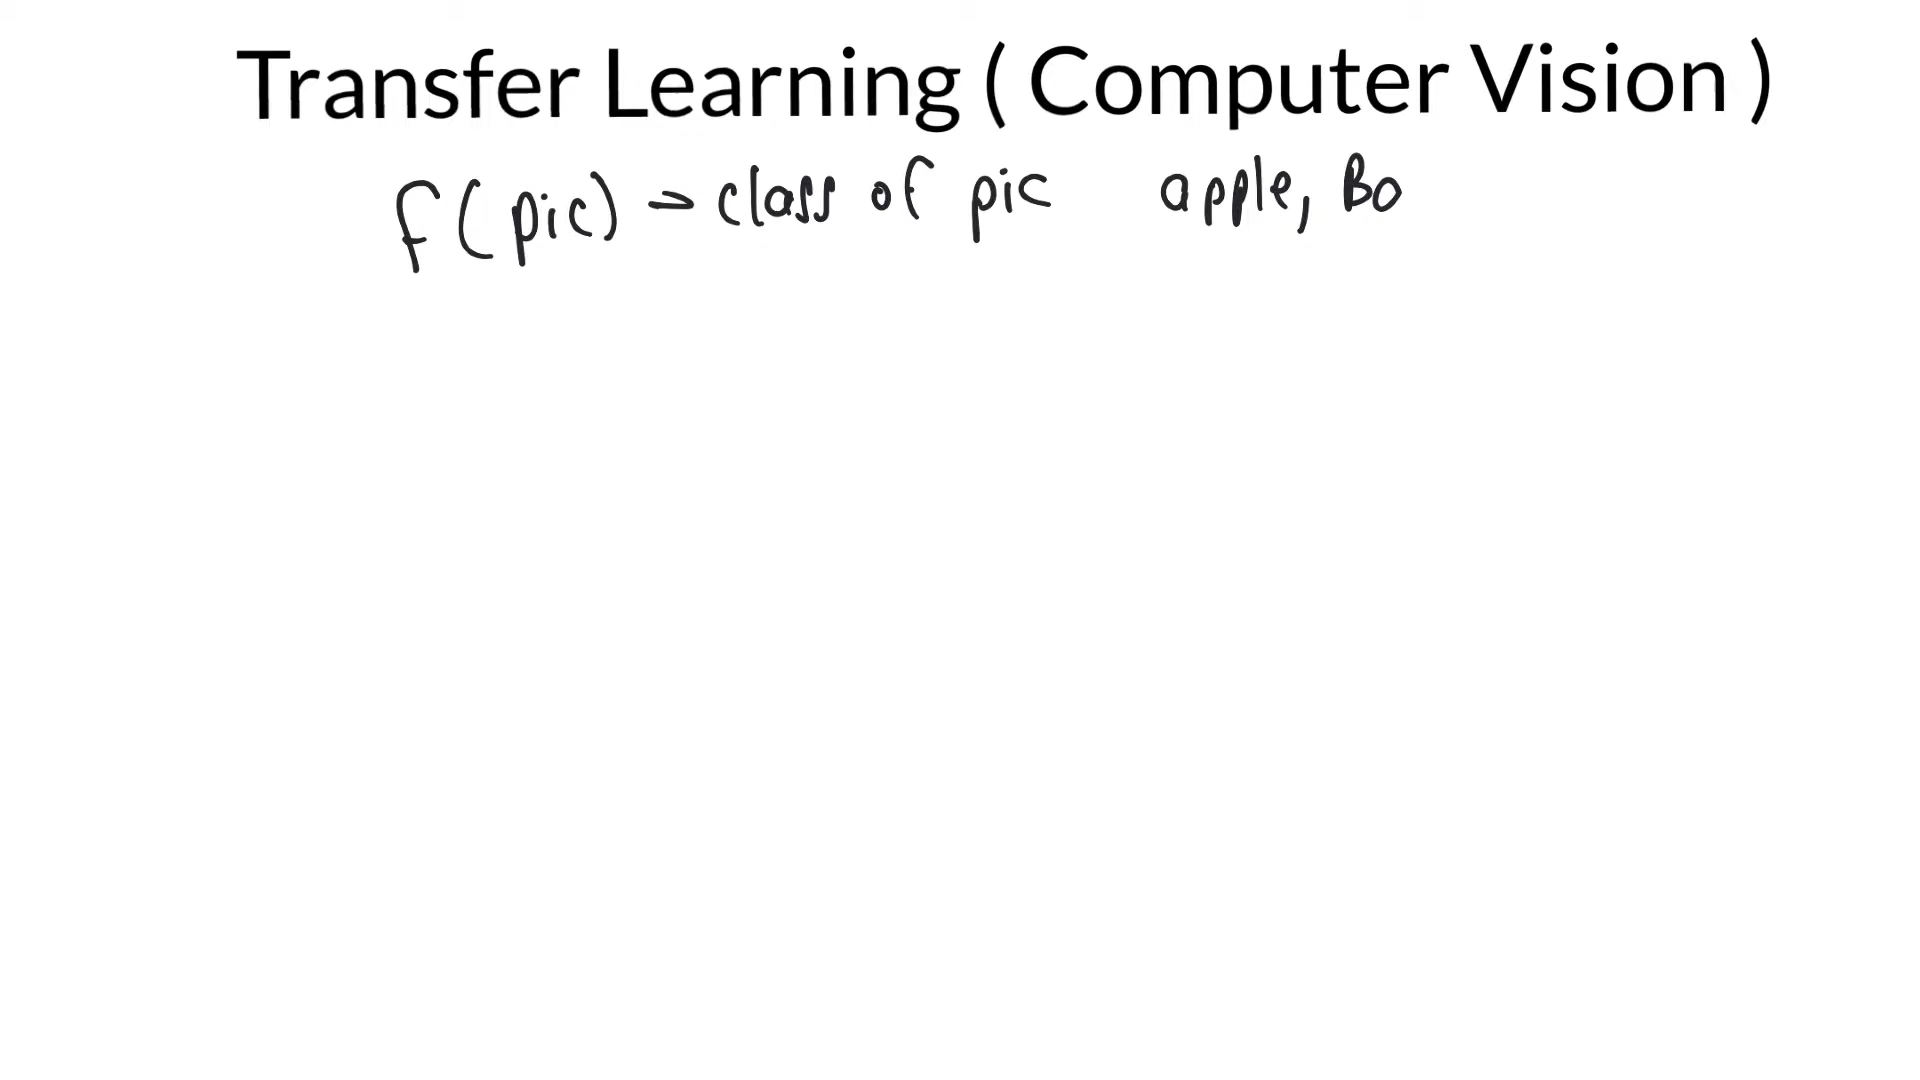 Transfer Learning ( Computer Vision )
f(pic) → class of pic apple, Bo